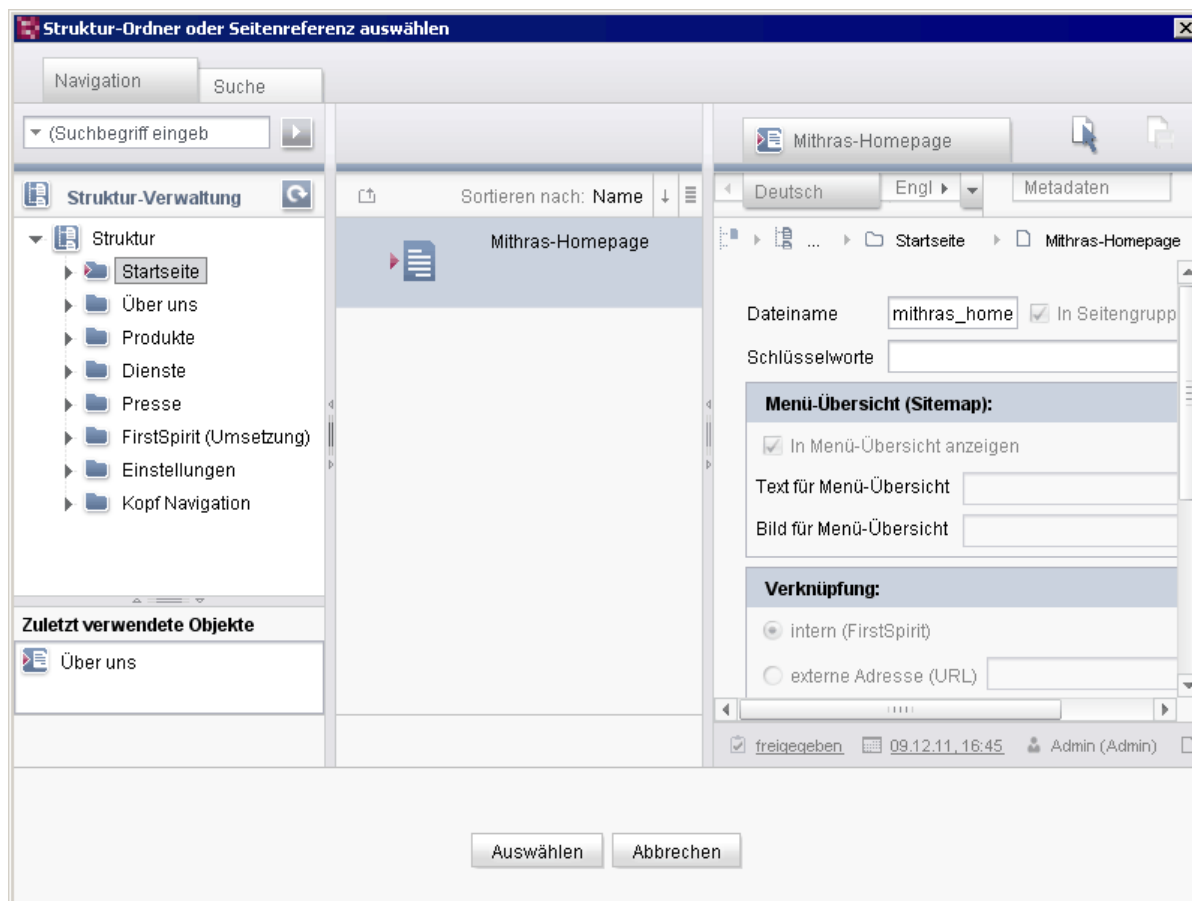 Struktur-Ordner oder Seitenreferenz auswählen
Navigation
Suche
(Suchbegriff eingeb
Struktur-Verwaltung
Struktur
Startseite
Über uns
Produkte
Dienste
Presse
FirstSpirit (Umsetzung)
Einstellungen
Kopf Navigation
Zuletzt verwendete Objekte
Über uns
Sortieren nach: Name
Mithras-Homepage
Mithras-Homepage
Deutsch
Engl
Metadaten
... Startseite Mithras-Homepage
Dateiname mithras_home In Seitengrupp
Schlüsselworte
Menü-Übersicht (Sitemap):
In Menü-Übersicht anzeigen
Text für Menü-Übersicht
Bild für Menü-Übersicht
Verknüpfung:
intern (FirstSpirit)
externe Adresse (URL)
freigegeben 09.12.11, 16:45 Admin (Admin)
Auswählen Abbrechen